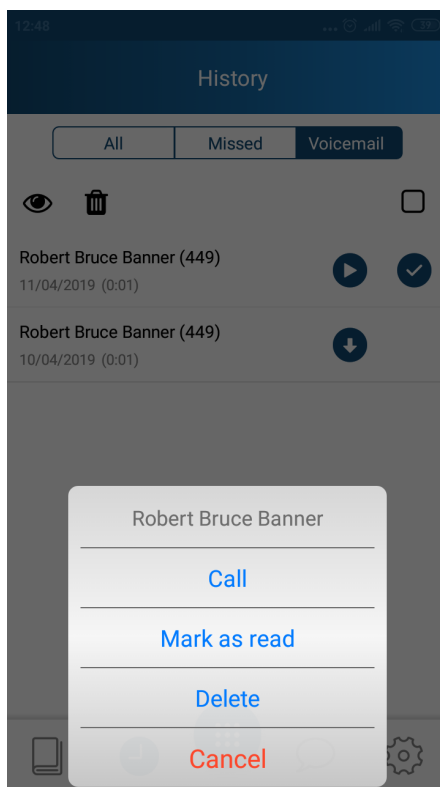 12:48
... 39
History
All Missed Voicemail
Robert Bruce Banner (449)
11/04/2019 (0:01)
Robert Bruce Banner (449)
10/04/2019 (0:01)
Robert Bruce Banner
Call
Mark as read
Delete
Cancel